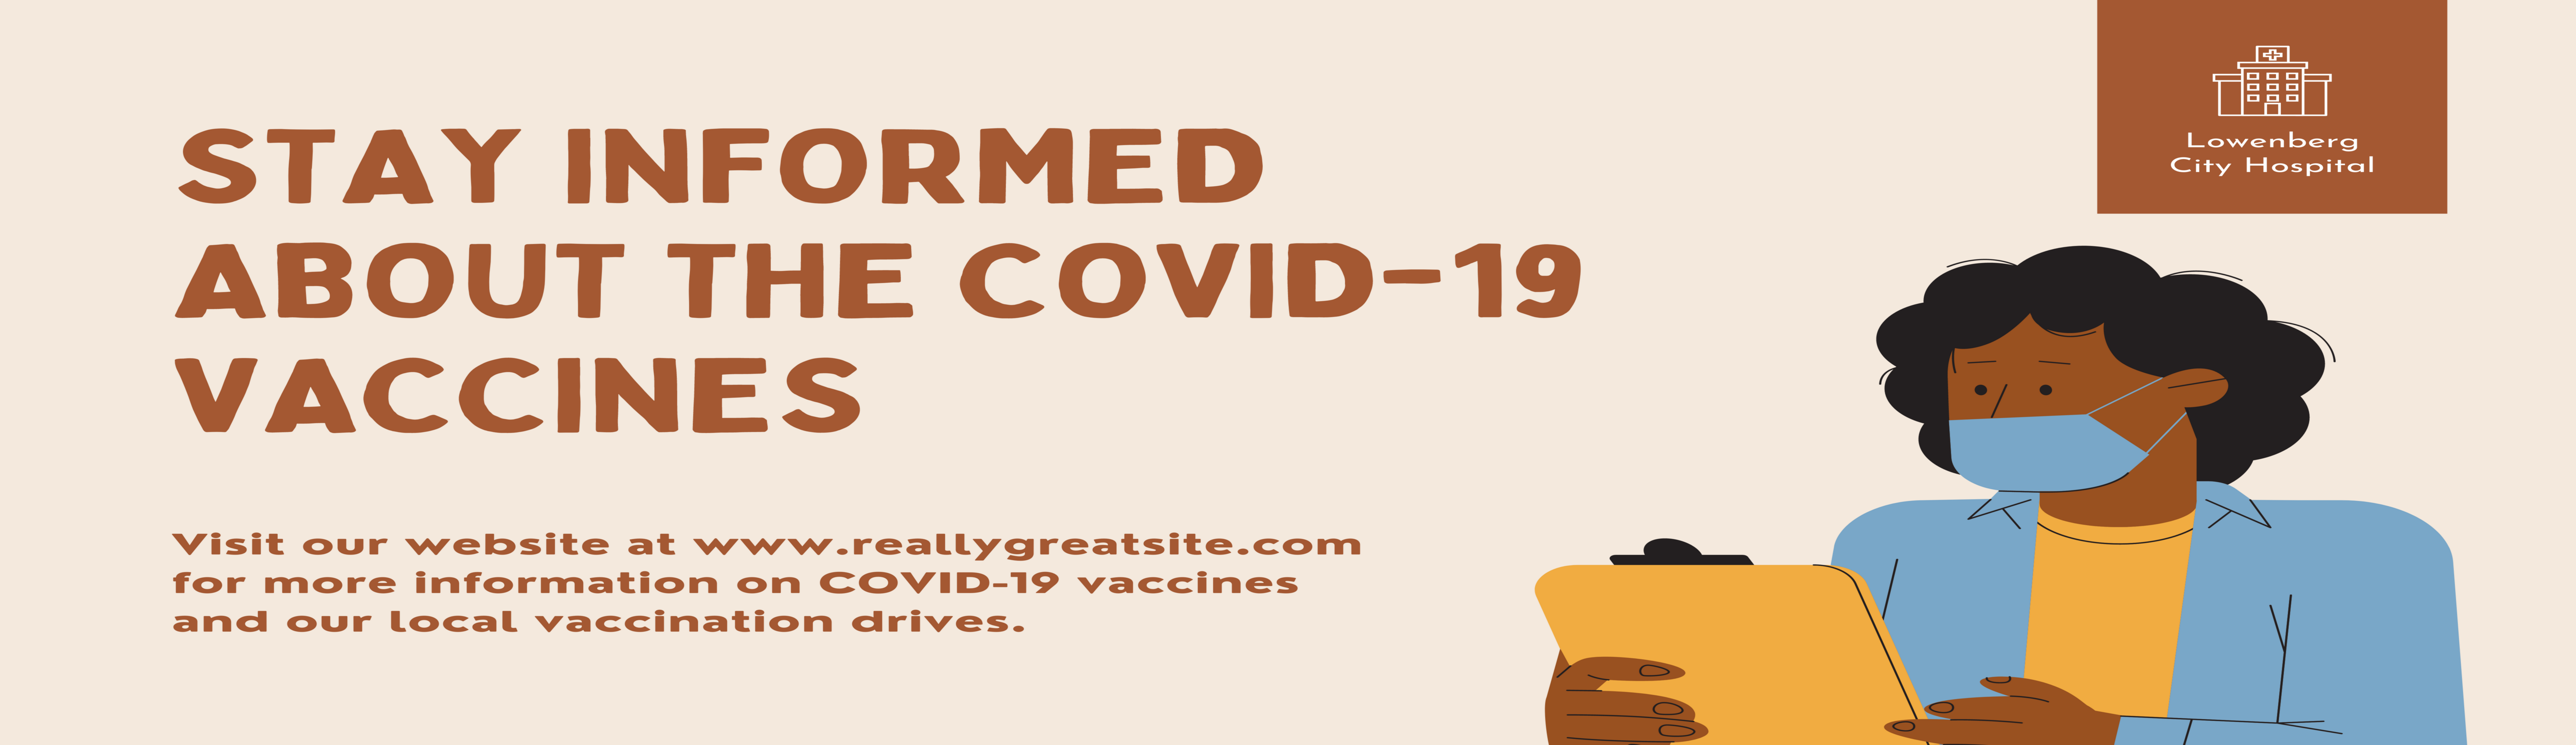 STAY INFORMED
ABOUT THE COVID-19
VACCINES
Visit our website at www.reallygreatsite.com
for more information on COVID-19 vaccines
and our local vaccination drives.
Lowenberg
City Hospital